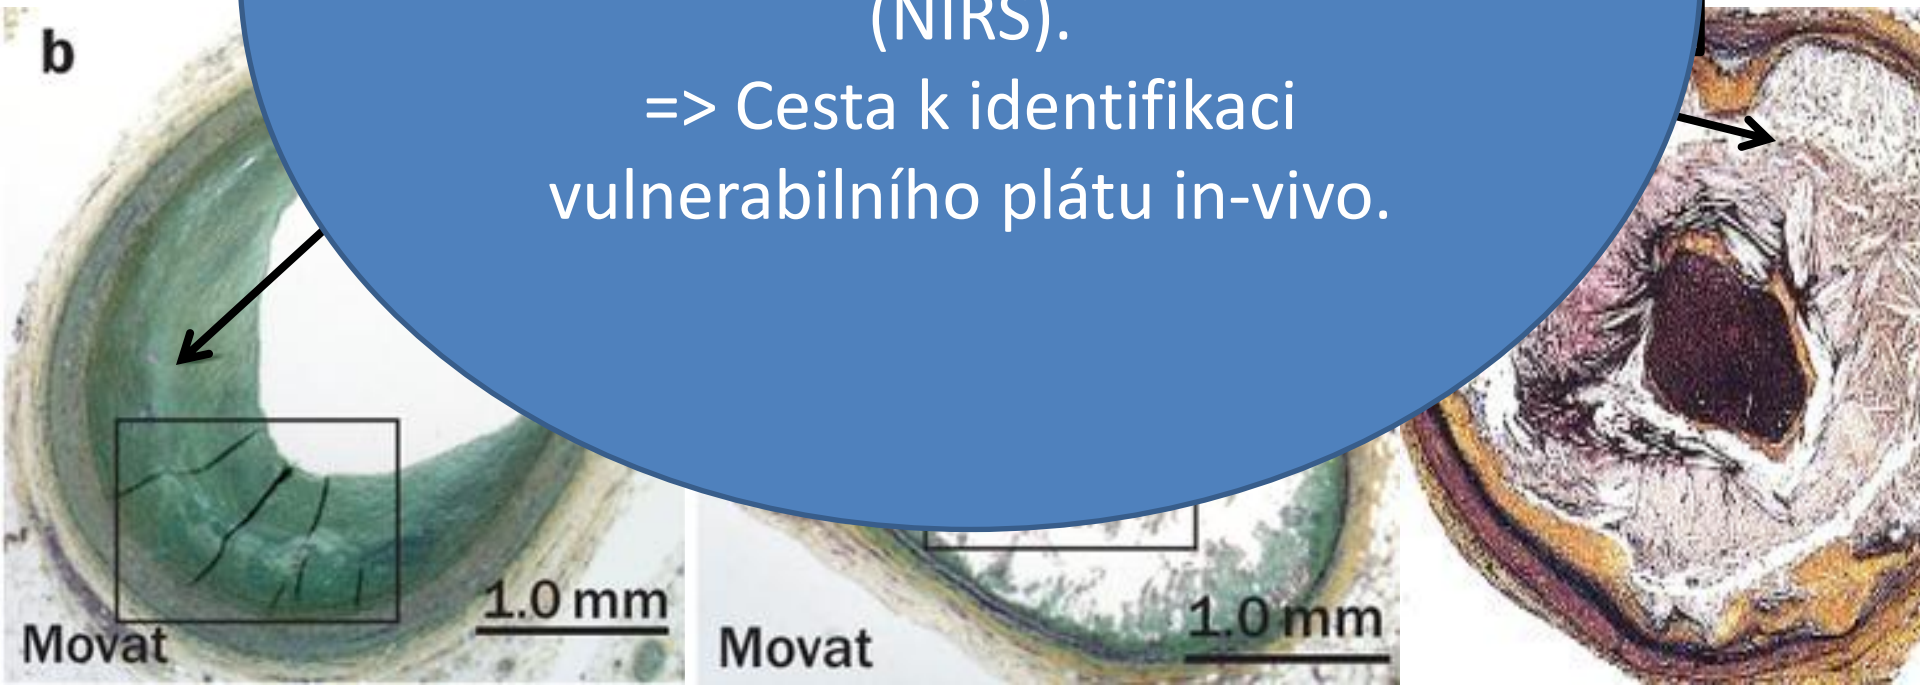 b
(NIRS).
=> Cesta k identifikaci
vulnerabilního plátu in-vivo.
1.0 mm
Movat
1.0 mm
Movat